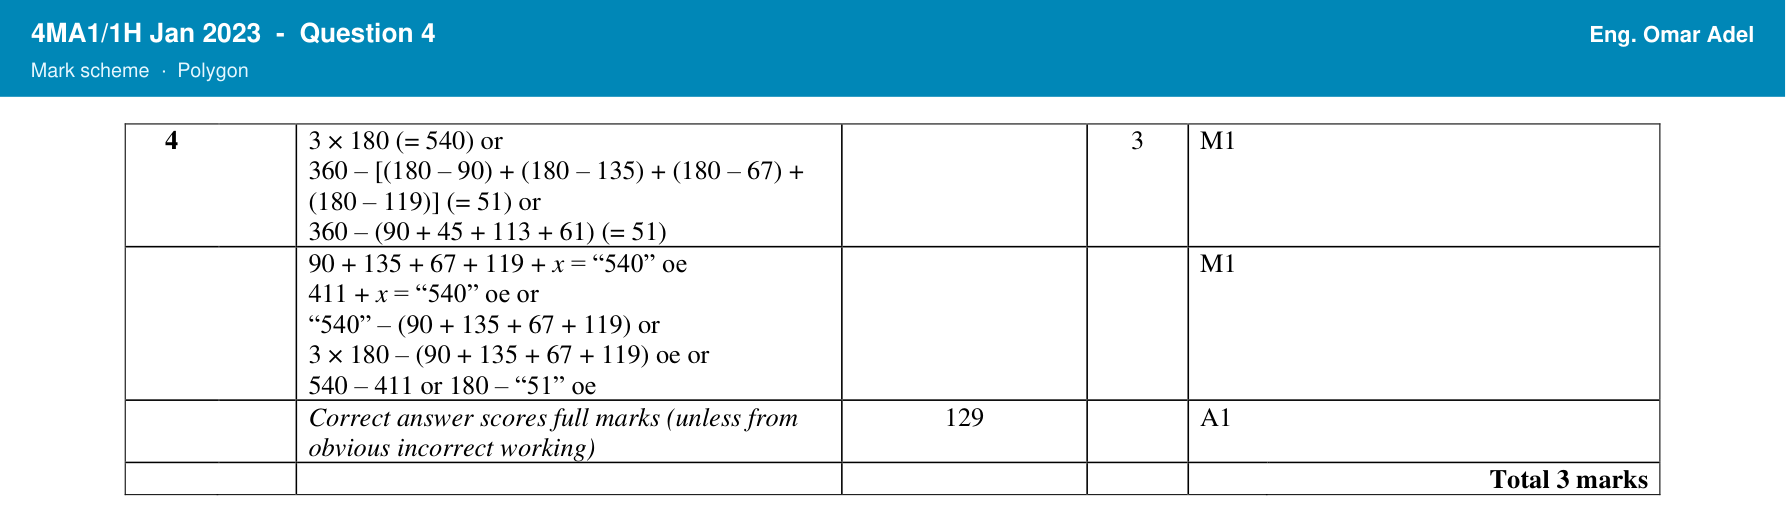 4MA1/1H Jan 2023 - Question 4
Eng. Omar Adel
Mark scheme · Polygon
4
3 × 180 (= 540) or
360 – [(180 – 90) + (180 – 135) + (180 – 67) +
(180 – 119)] (= 51) or
360 – (90 + 45 + 113 + 61) (= 51)
3
M1
90 + 135 + 67 + 119 + x = “540” oe
411 + x = “540” oe or
“540” – (90 + 135 + 67 + 119) or
3 × 180 – (90 + 135 + 67 + 119) oe or
540 – 411 or 180 – “51” oe
M1
Correct answer scores full marks (unless from
obvious incorrect working)
129
A1
Total 3 marks